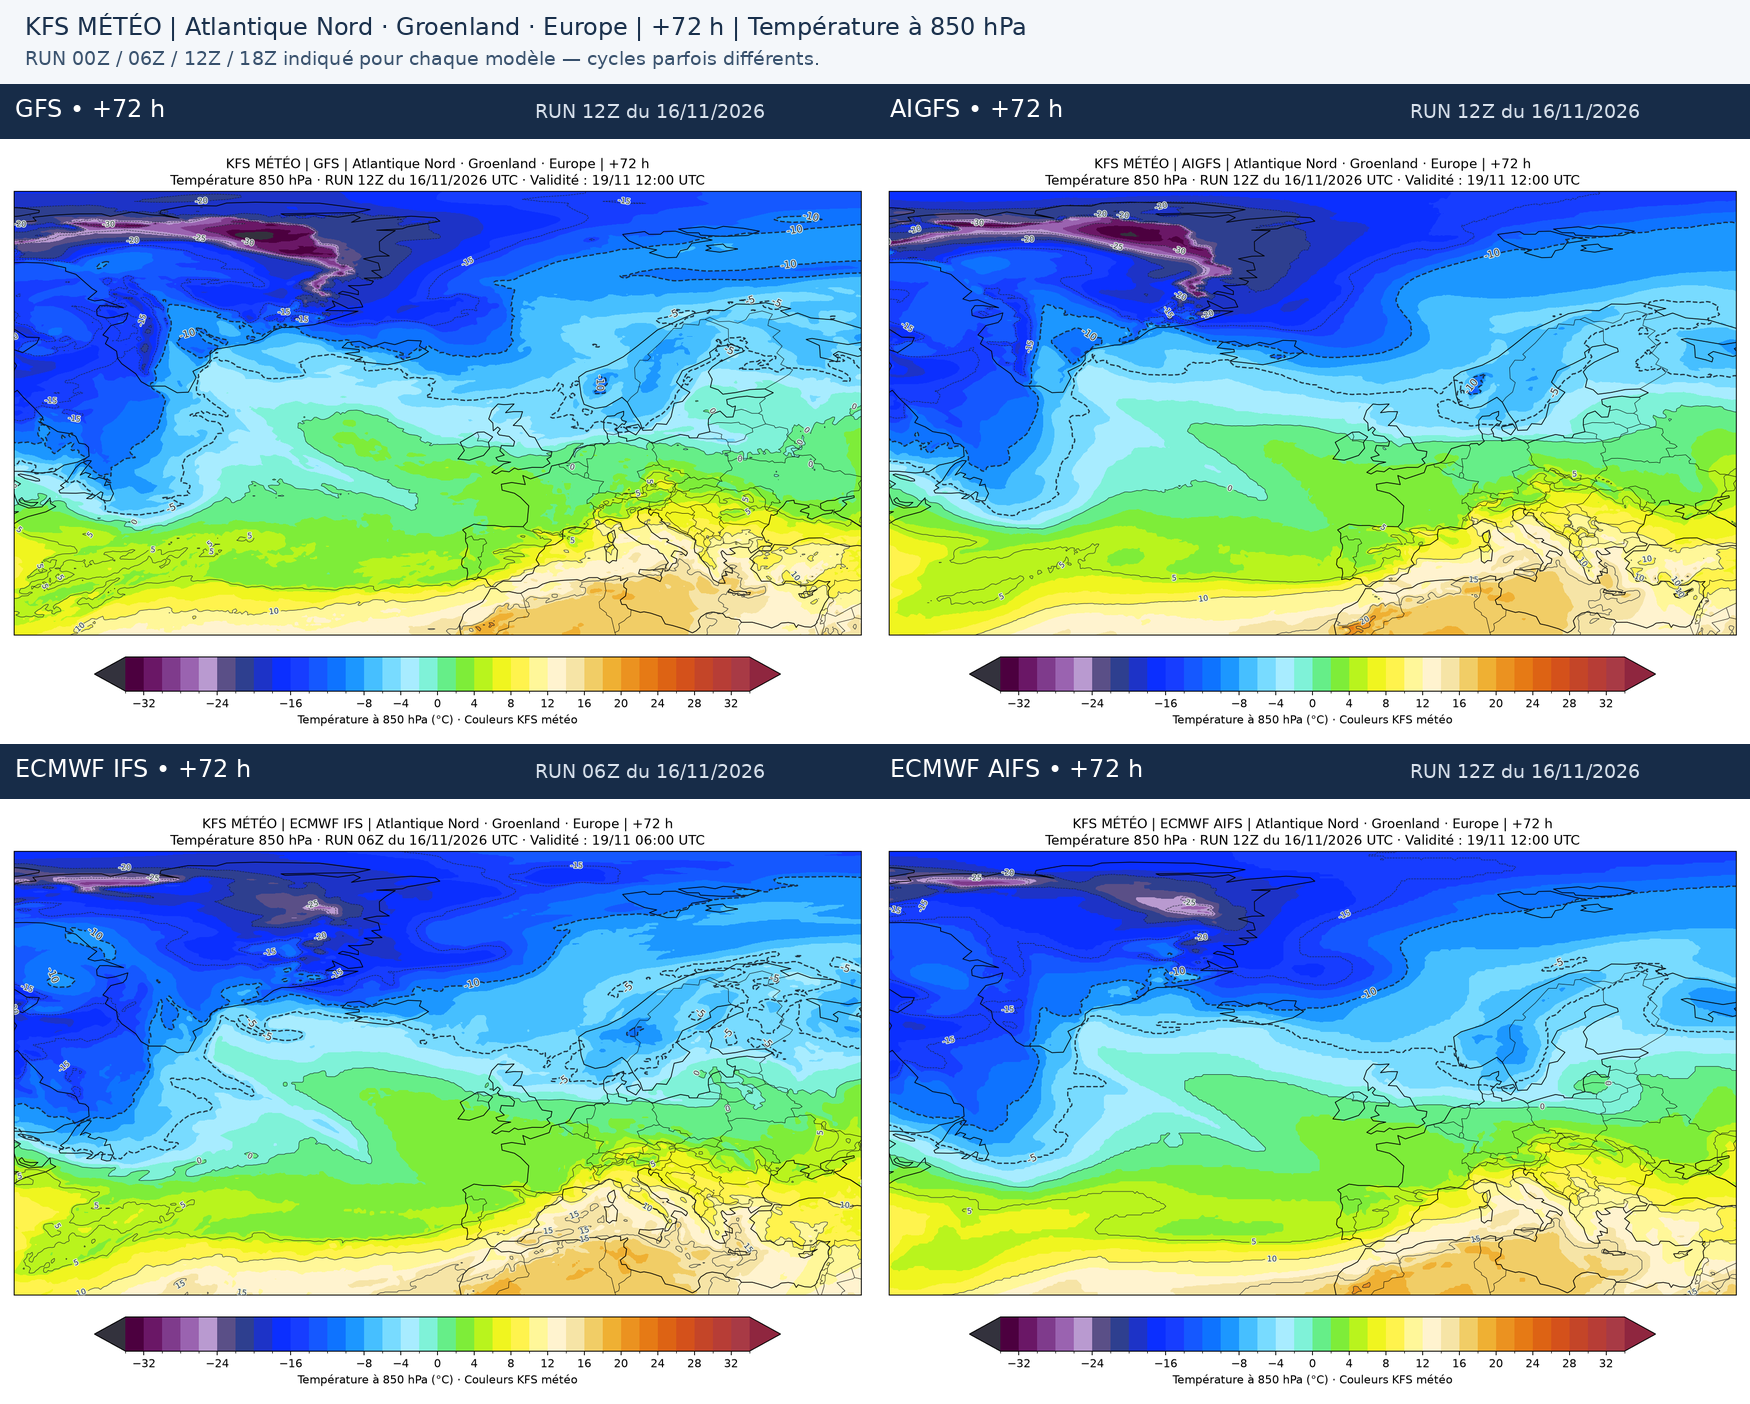 KFS MÉTÉO | Atlantique Nord · Groenland · Europe | +72 h | Température à 850 hPa
RUN 00Z / 06Z / 12Z / 18Z indiqué pour chaque modèle — cycles parfois différents.
GFS • +72 h
RUN 12Z du 16/11/2026
AIGFS • +72 h
RUN 12Z du 16/11/2026
KFS MÉTÉO | GFS | Atlantique Nord · Groenland · Europe | +72 h
Température 850 hPa · RUN 12Z du 16/11/2026 UTC · Validité : 19/11 12:00 UTC
KFS MÉTÉO | AIGFS | Atlantique Nord · Groenland · Europe | +72 h
Température 850 hPa · RUN 12Z du 16/11/2026 UTC · Validité : 19/11 12:00 UTC
−32 −24 −16 −8 −4 0 4 8 12 16 20 24 28 32
Température à 850 hPa (°C) · Couleurs KFS météo
−32 −24 −16 −8 −4 0 4 8 12 16 20 24 28 32
Température à 850 hPa (°C) · Couleurs KFS météo
ECMWF IFS • +72 h
RUN 06Z du 16/11/2026
ECMWF AIFS • +72 h
RUN 12Z du 16/11/2026
KFS MÉTÉO | ECMWF IFS | Atlantique Nord · Groenland · Europe | +72 h
Température 850 hPa · RUN 06Z du 16/11/2026 UTC · Validité : 19/11 06:00 UTC
KFS MÉTÉO | ECMWF AIFS | Atlantique Nord · Groenland · Europe | +72 h
Température 850 hPa · RUN 12Z du 16/11/2026 UTC · Validité : 19/11 12:00 UTC
−32 −24 −16 −8 −4 0 4 8 12 16 20 24 28 32
Température à 850 hPa (°C) · Couleurs KFS météo
−32 −24 −16 −8 −4 0 4 8 12 16 20 24 28 32
Température à 850 hPa (°C) · Couleurs KFS météo